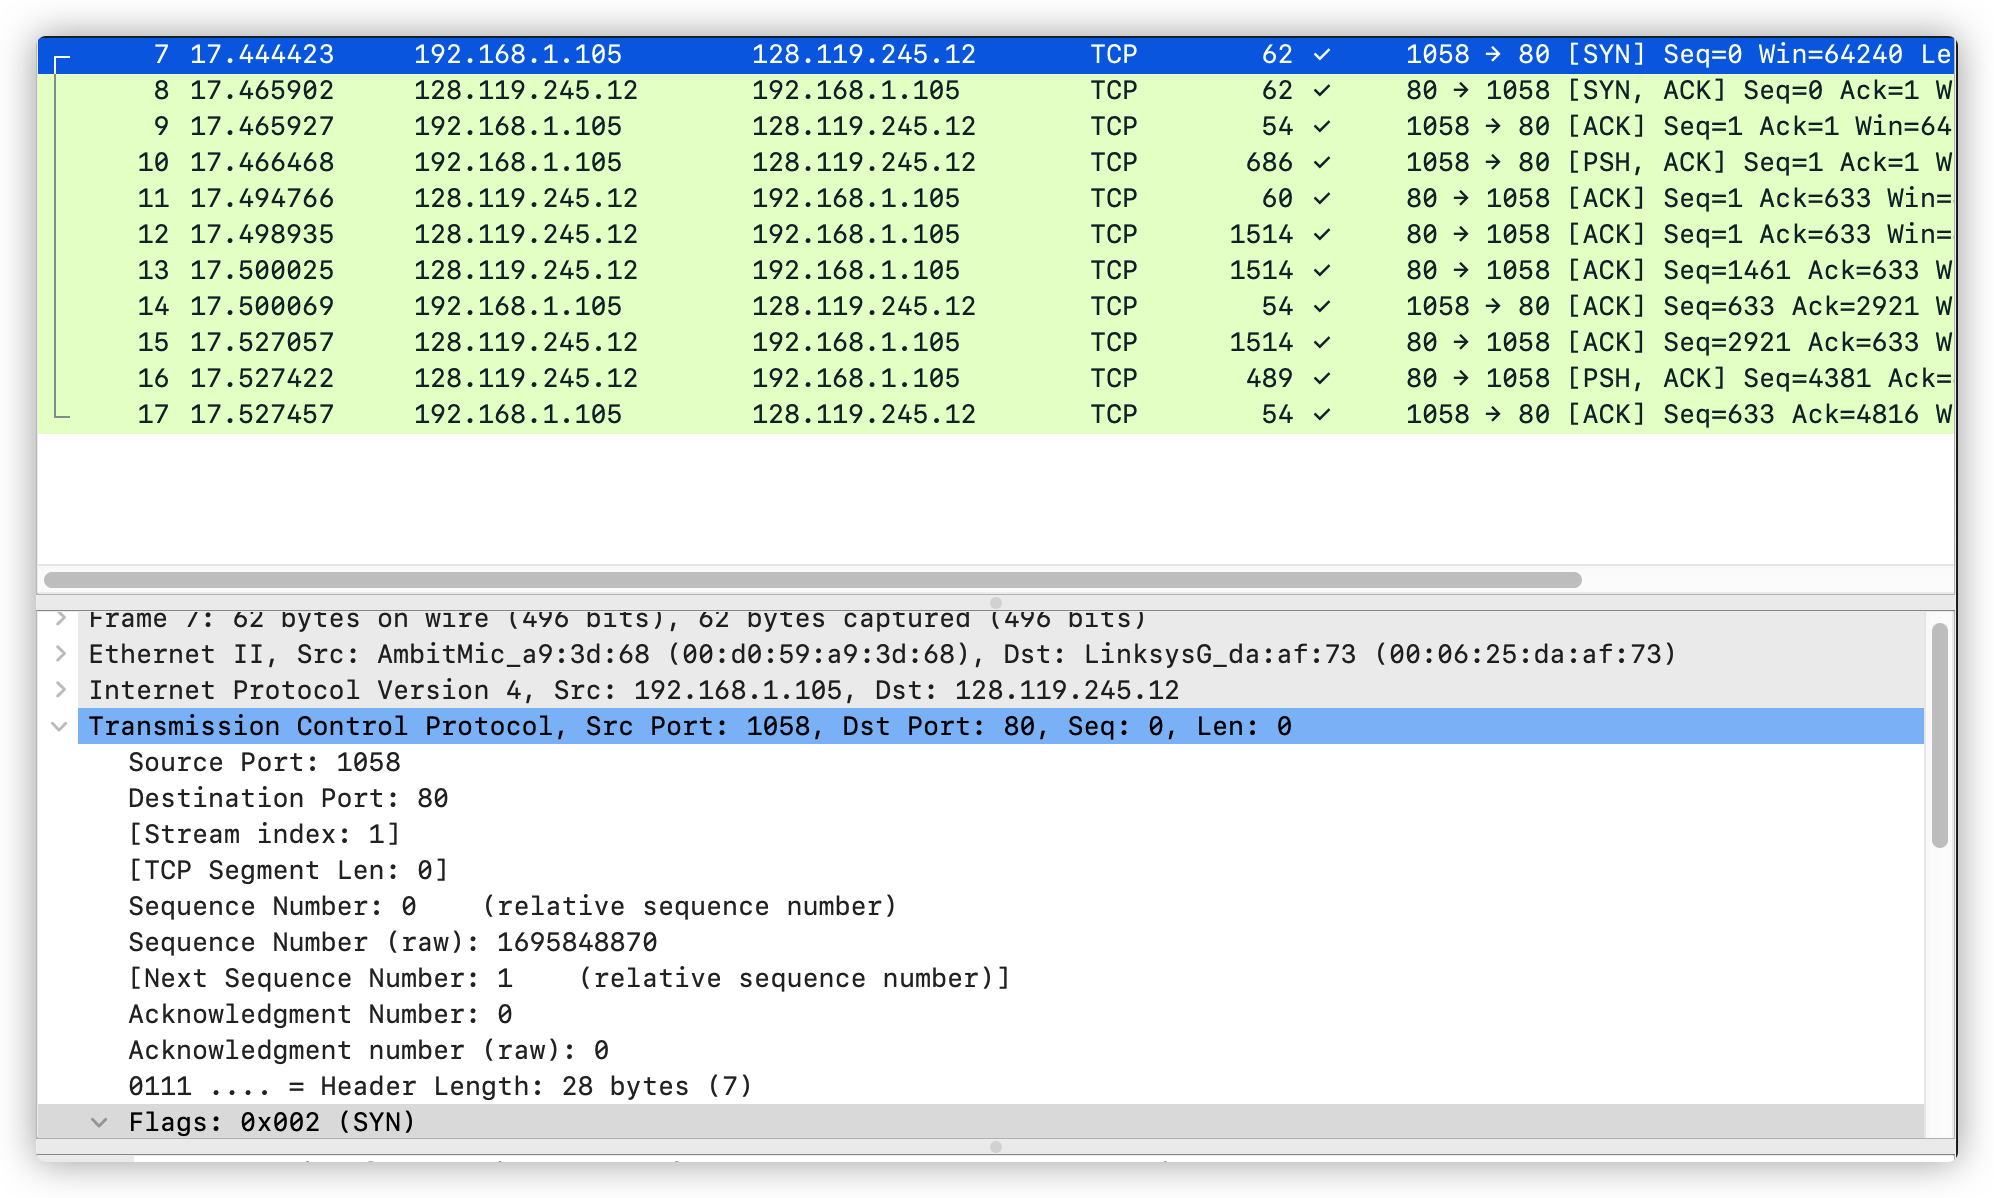 7 17.444423 192.168.1.105 128.119.245.12 TCP 62 ✓ 1058 → 80 [SYN] Seq=0 Win=64240 Le
8 17.465902 128.119.245.12 192.168.1.105 TCP 62 ✓ 80 → 1058 [SYN, ACK] Seq=0 Ack=1 W
9 17.465927 192.168.1.105 128.119.245.12 TCP 54 ✓ 1058 → 80 [ACK] Seq=1 Ack=1 Win=64
10 17.466468 192.168.1.105 128.119.245.12 TCP 686 ✓ 1058 → 80 [PSH, ACK] Seq=1 Ack=1 W
11 17.494766 128.119.245.12 192.168.1.105 TCP 60 ✓ 80 → 1058 [ACK] Seq=1 Ack=633 Win=
12 17.498935 128.119.245.12 192.168.1.105 TCP 1514 ✓ 80 → 1058 [ACK] Seq=1 Ack=633 Win=
13 17.500025 128.119.245.12 192.168.1.105 TCP 1514 ✓ 80 → 1058 [ACK] Seq=1461 Ack=633 W
14 17.500069 192.168.1.105 128.119.245.12 TCP 54 ✓ 1058 → 80 [ACK] Seq=633 Ack=2921 W
15 17.527057 128.119.245.12 192.168.1.105 TCP 1514 ✓ 80 → 1058 [ACK] Seq=2921 Ack=633 W
16 17.527422 128.119.245.12 192.168.1.105 TCP 489 ✓ 80 → 1058 [PSH, ACK] Seq=4381 Ack=
17 17.527457 192.168.1.105 128.119.245.12 TCP 54 ✓ 1058 → 80 [ACK] Seq=633 Ack=4816 W
Frame 7: 62 bytes on wire (496 bits), 62 bytes captured (496 bits)
Ethernet II, Src: AmbitMic_a9:3d:68 (00:d0:59:a9:3d:68), Dst: LinksysG_da:af:73 (00:06:25:da:af:73)
Internet Protocol Version 4, Src: 192.168.1.105, Dst: 128.119.245.12
Transmission Control Protocol, Src Port: 1058, Dst Port: 80, Seq: 0, Len: 0
Source Port: 1058
Destination Port: 80
[Stream index: 1]
[TCP Segment Len: 0]
Sequence Number: 0    (relative sequence number)
Sequence Number (raw): 1695848870
[Next Sequence Number: 1    (relative sequence number)]
Acknowledgment Number: 0
Acknowledgment number (raw): 0
0111 .... = Header Length: 28 bytes (7)
Flags: 0x002 (SYN)